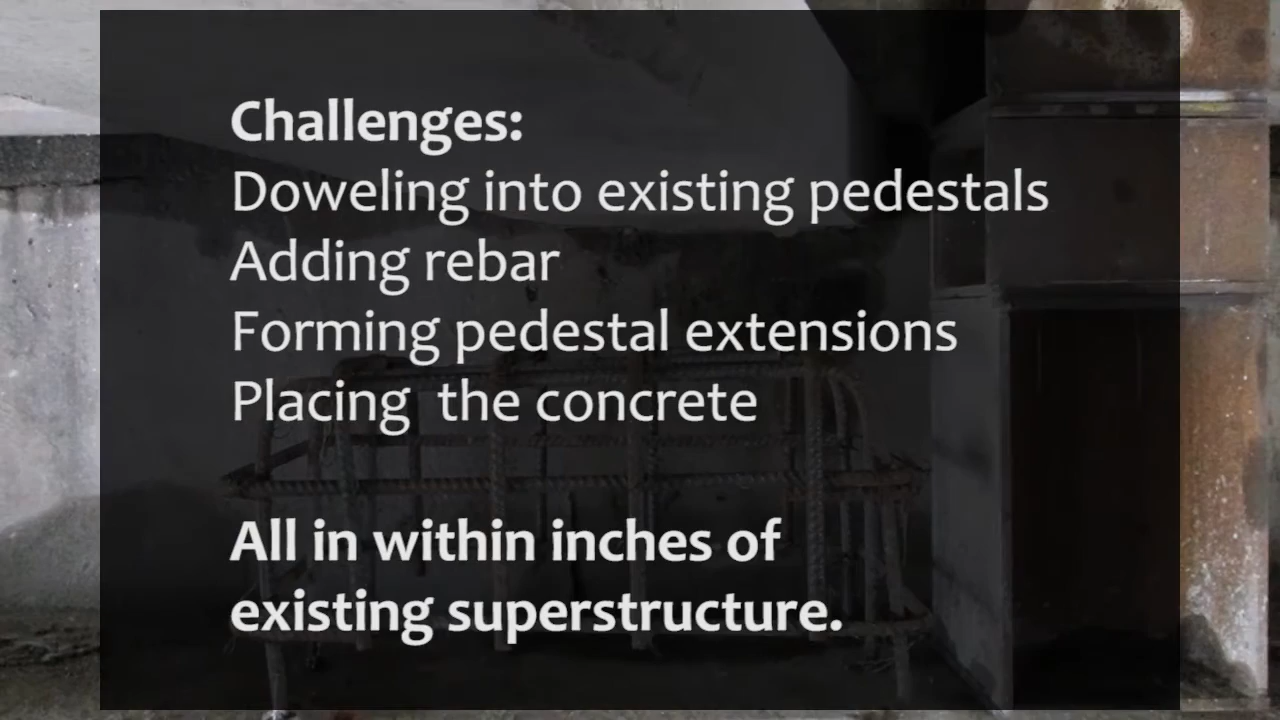 Challenges:
Doweling into existing pedestals
Adding rebar
Forming pedestal extensions
Placing  the concrete
All in within inches of
existing superstructure.